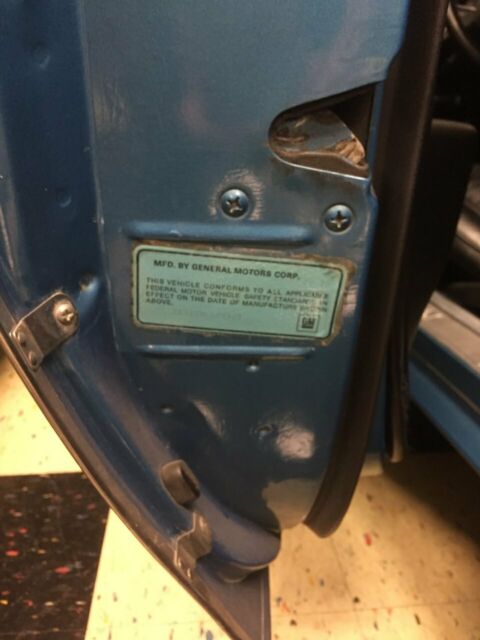 MFD. BY GENERAL MOTORS CORP.
THIS VEHICLE CONFORMS TO ALL APPLICABLE
FEDERAL MOTOR VEHICLE SAFETY STANDARDS IN
EFFECT ON THE DATE OF MANUFACTURE SHOWN
ABOVE.
GM